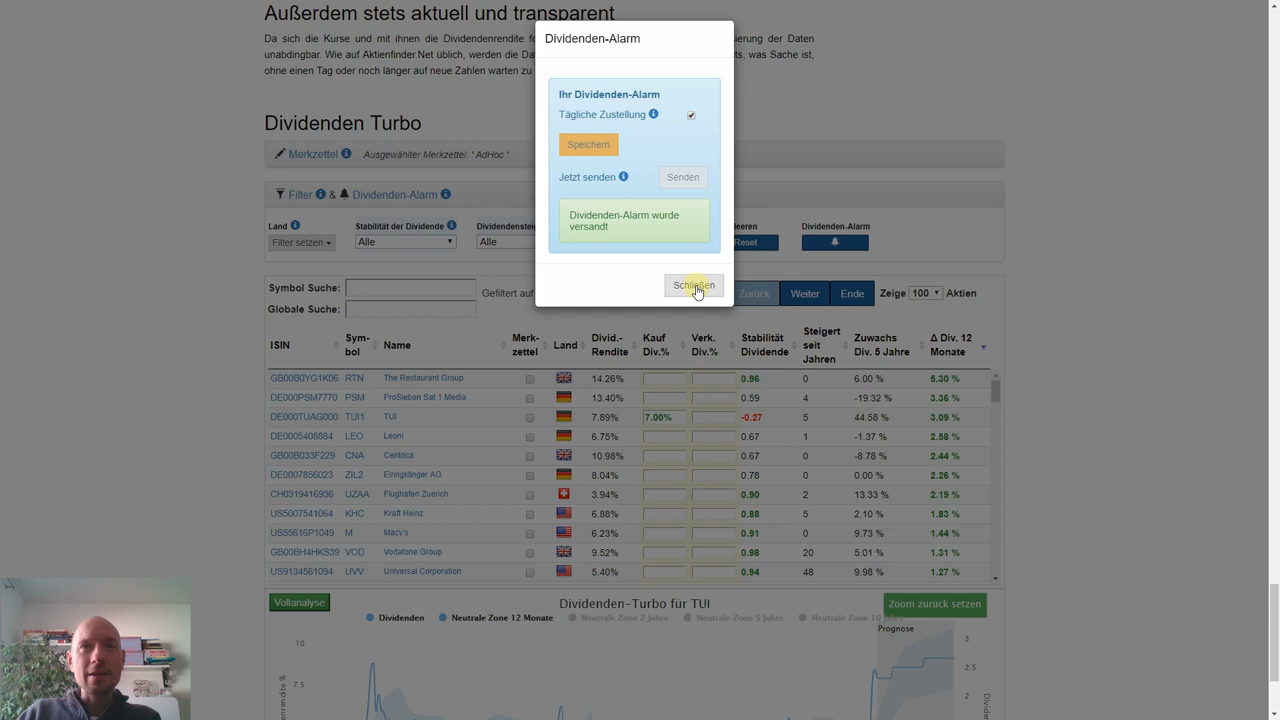 Außerdem stets aktuell und transparent
Da sich die Kurse und mit ihnen die Dividendenrendite fo
sierung der Daten
unabdingbar. Wie auf Aktienfinder.Net üblich, werden die Da
ts, was Sache ist,
ohne einen Tag oder noch länger auf neue Zahlen warten zu
Dividenden-Alarm
Ihr Dividenden-Alarm
Tägliche Zustellung
Speichern
Jetzt senden
Senden
Dividenden-Alarm wurde
versandt
Schließen
Dividenden Turbo
Merkzettel Ausgewählter Merkzettel: ' AdHoc '
Filter & Dividenden-Alarm
Land Stabilität der Dividende Dividendensteig leeren Dividenden-Alarm
Filter setzen Alle Alle Reset
Symbol Suche: Gefiltert auf Zurück Weiter Ende Zeige 100 Aktien
Globale Suche:
ISIN Sym-bol Name Merk-zettel Land Divid.-Rendite Kauf Div.% Verk. Div.% Stabilität Dividende Steigert seit Jahren Zuwachs Div. 5 Jahre Δ Div. 12 Monate
GB00B0YG1K06 RTN The Restaurant Group 14.26% 0.96 0 6.00 % 5.30 %
DE000PSM7770 PSM ProSieben Sat.1 Media 13.40% 0.59 4 -19.32 % 3.36 %
DE000TUAG000 TUI1 TUI 7.89% 7.00% -0.27 5 44.58 % 3.09 %
DE0005408884 LEO Leoni 6.75% 0.67 1 -1.37 % 2.58 %
GB00B033F229 CNA Centrica 10.98% 0.67 0 -8.78 % 2.44 %
DE0007856023 ZIL2 Elringklinger AG 8.04% 0.78 0 0.00 % 2.26 %
CH0319416936 UZAA Flughafen Zuerich 3.94% 0.90 2 13.33 % 2.19 %
US5007541064 KHC Kraft Heinz 6.88% 0.88 5 2.10 % 1.83 %
US55616P1049 M Macy's 6.23% 0.91 0 9.73 % 1.44 %
GB00BH4HKS39 VOD Vodafone Group 9.52% 0.98 20 5.01 % 1.31 %
US9134561094 UVV Universal Corporation 5.40% 0.94 48 9.98 % 1.27 %
Vollanalyse
Dividenden-Turbo für TUI
Zoom zurück setzen
Dividenden Neutrale Zone 12 Monate Neutrale Zone 2 Jahre Neutrale Zone 5 Jahre Neutrale Zone 10 Jahre
Prognose
10
7.5
3
2.5
2
enrendite %
Divide